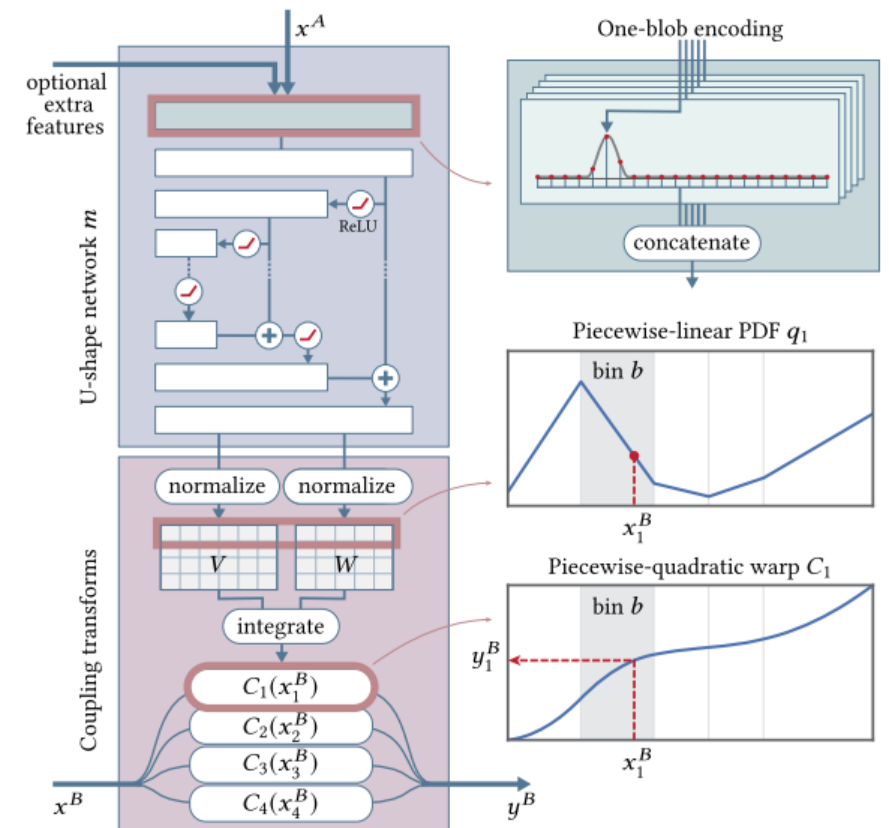 x^A
optional
extra
features
U-shape network m
ReLU
One-blob encoding
concatenate
Piecewise-linear PDF q_1
bin b
x_1^B
normalize
normalize
V
W
integrate
Coupling transforms
C_1(x_1^B)
C_2(x_2^B)
C_3(x_3^B)
C_4(x_4^B)
x^B
y^B
Piecewise-quadratic warp C_1
bin b
y_1^B
x_1^B